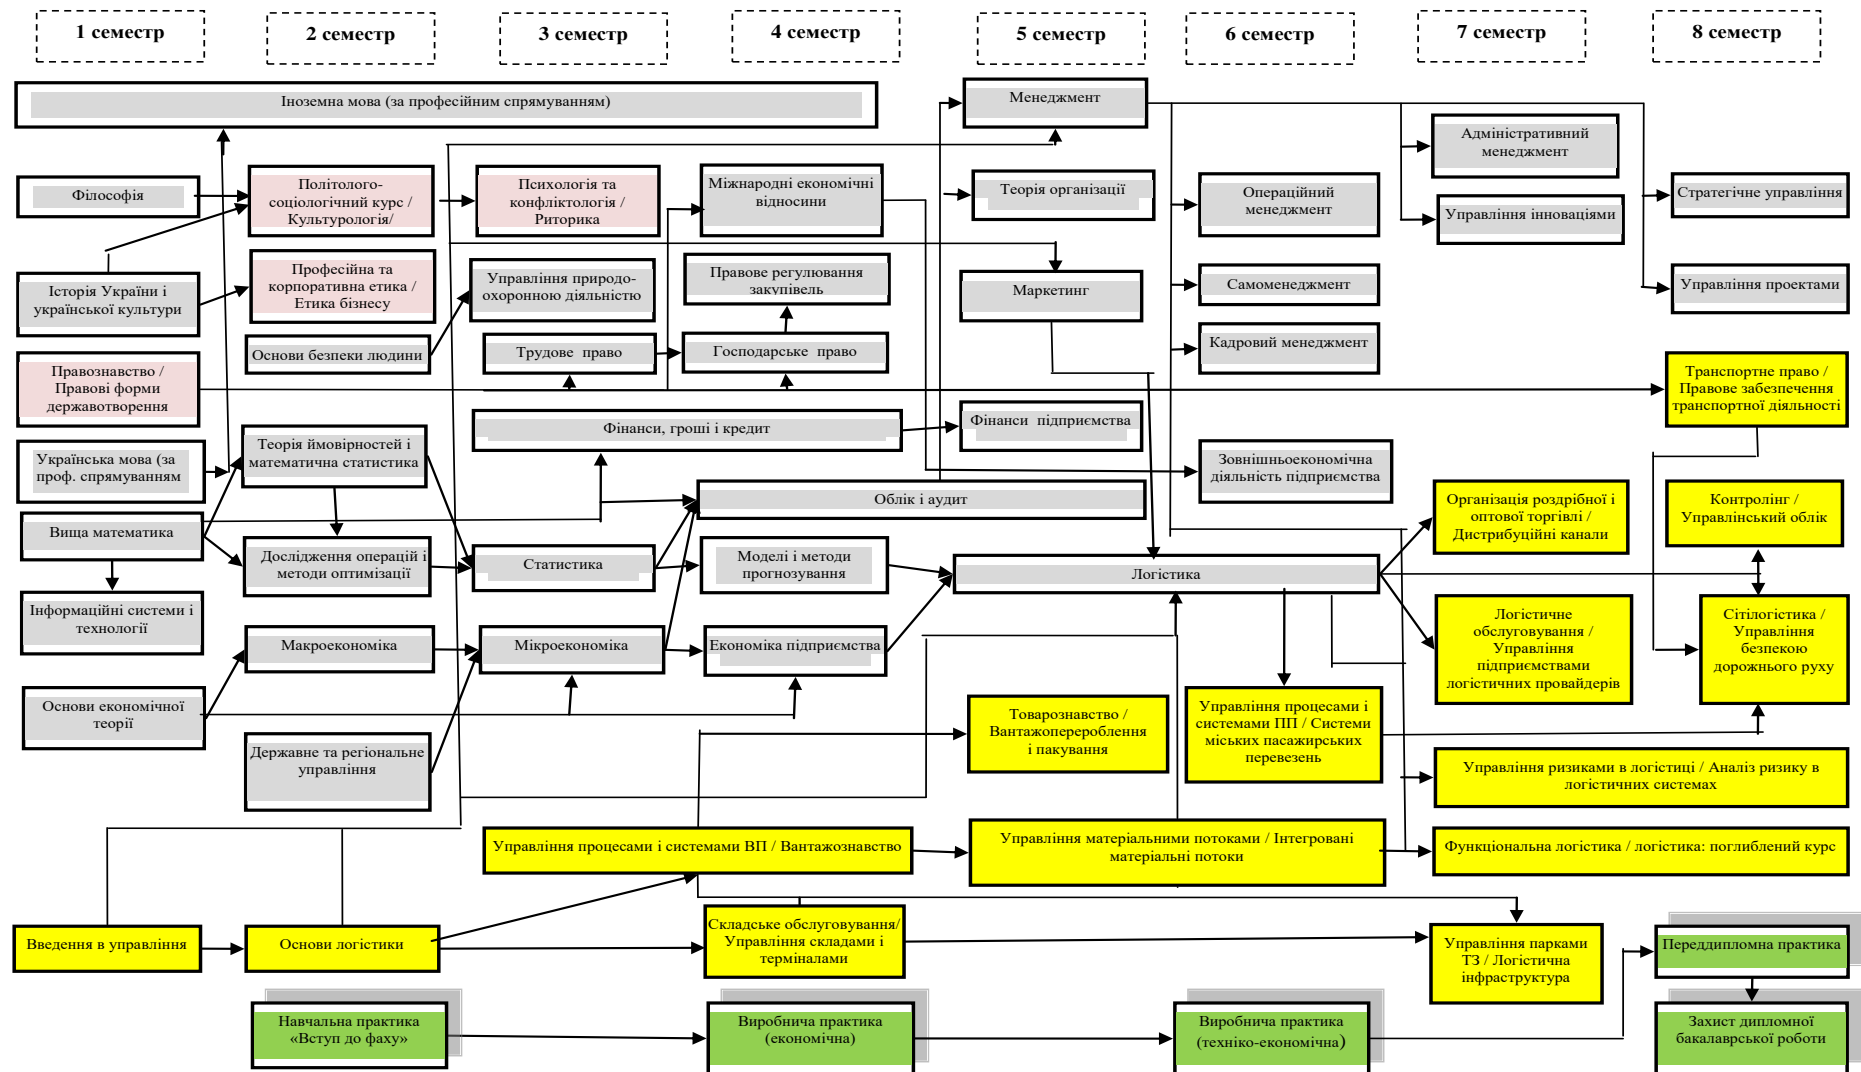 1 семестр
2 семестр
3 семестр
4 семестр
5 семестр
6 семестр
7 семестр
8 семестр
Іноземна мова (за професійним спрямуванням)
Менеджмент
Адміністративний
менеджмент
Філософія
Політолого-
соціологічний курс /
Культурологія/
Психологія та
конфліктологія /
Риторика
Міжнародні економічні
відносини
Теорія організації
Операційний
менеджмент
Управління інноваціями
Стратегічне управління
Історія України і
української культури
Професійна та
корпоративна етика /
Етика бізнесу
Управління природо-
охоронною діяльністю
Правове регулювання
закупівель
Маркетинг
Самоменеджмент
Управління проектами
Основи безпеки людини
Трудове право
Господарське право
Кадровий менеджмент
Правознавство /
Правові форми
державотворення
Транспортне право /
Правове забезпечення
транспортної діяльності
Українська мова (за
проф. спрямуванням
Теорія ймовірностей і
математична статистика
Фінанси, гроші і кредит
Фінанси підприємства
Зовнішньоекономічна
діяльність підприємства
Вища математика
Дослідження операцій і
методи оптимізації
Статистика
Облік і аудит
Моделі і методи
прогнозування
Логістика
Організація роздрібної і
оптової торгівлі /
Дистрибуційні канали
Контролінг /
Управлінський облік
Інформаційні системи і
технології
Макроекономіка
Мікроекономіка
Економіка підприємства
Логістичне
обслуговування /
Управління
підприємствами
логістичних провайдерів
Сітілогістика /
Управління
безпекою
дорожнього руху
Основи економічної
теорії
Державне та регіональне
управління
Товарознавство /
Вантажоперероблення
і пакування
Управління процесами і
системами ПП / Системи
міських пасажирських
перевезень
Управління ризиками в логістиці / Аналіз ризику в
логістичних системах
Управління процесами і системами ВП / Вантажознавство
Управління матеріальними потоками / Інтегровані
матеріальні потоки
Функціональна логістика / логістика: поглиблений курс
Введення в управління
Основи логістики
Складське обслуговування/
Управління складами і
терміналами
Управління парками
ТЗ / Логістична
інфраструктура
Переддипломна практика
Навчальна практика
«Вступ до фаху»
Виробнича практика
(економічна)
Виробнича практика
(техніко-економічна)
Захист дипломної
бакалаврської роботи